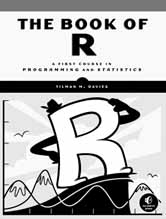 THE BOOK OF
R
A FIRST COURSE IN
PROGRAMMING AND STATISTICS
TILMAN M. DAVIES
R